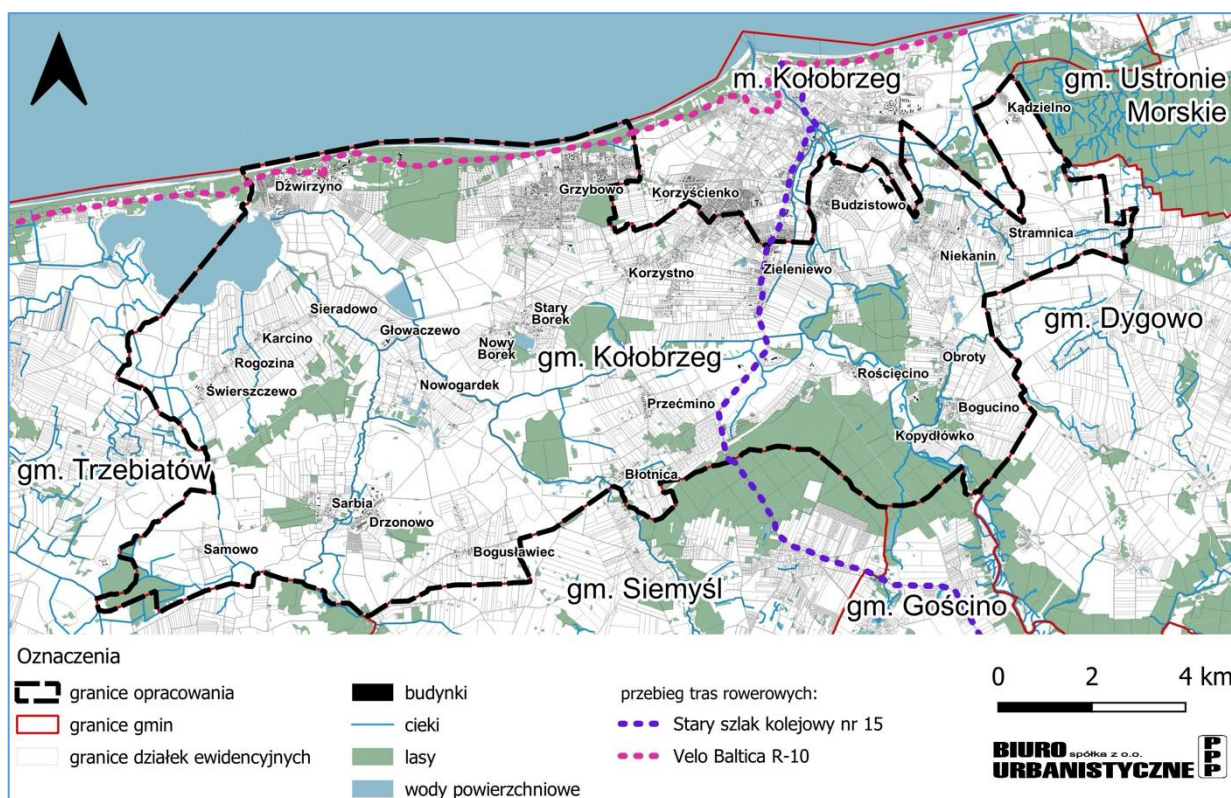 m. Kołobrzeg
gm. Ustronie
Morskie
Kądzielno
Dźwirzyno
Grzybowo
Korzyścienko
Budzistowo
Stramnica
Niekanin
Korzystno
Zieleniewo
Sieradowo
Stary
Borek
gm. Dygowo
Karcino
Głowaczewo
Nowy
Borek
gm. Kołobrzeg
Obroty
Rogozina
Rościęcino
Świerszczewo
Nowogardek
Przećmino
Bogucino
Kopydłówko
gm. Trzebiatów
Błotnica
Sarbia
Drzonowo
Samowo
Bogusławiec
gm. Siemyśl
gm. Gościno
Oznaczenia
granice opracowania
granice gmin
granice działek ewidencyjnych
budynki
cieki
lasy
wody powierzchniowe
przebieg tras rowerowych:
Stary szlak kolejowy nr 15
Velo Baltica R-10
0 2 4 km
BIURO spółka z o.o.
URBANISTYCZNE
PPP